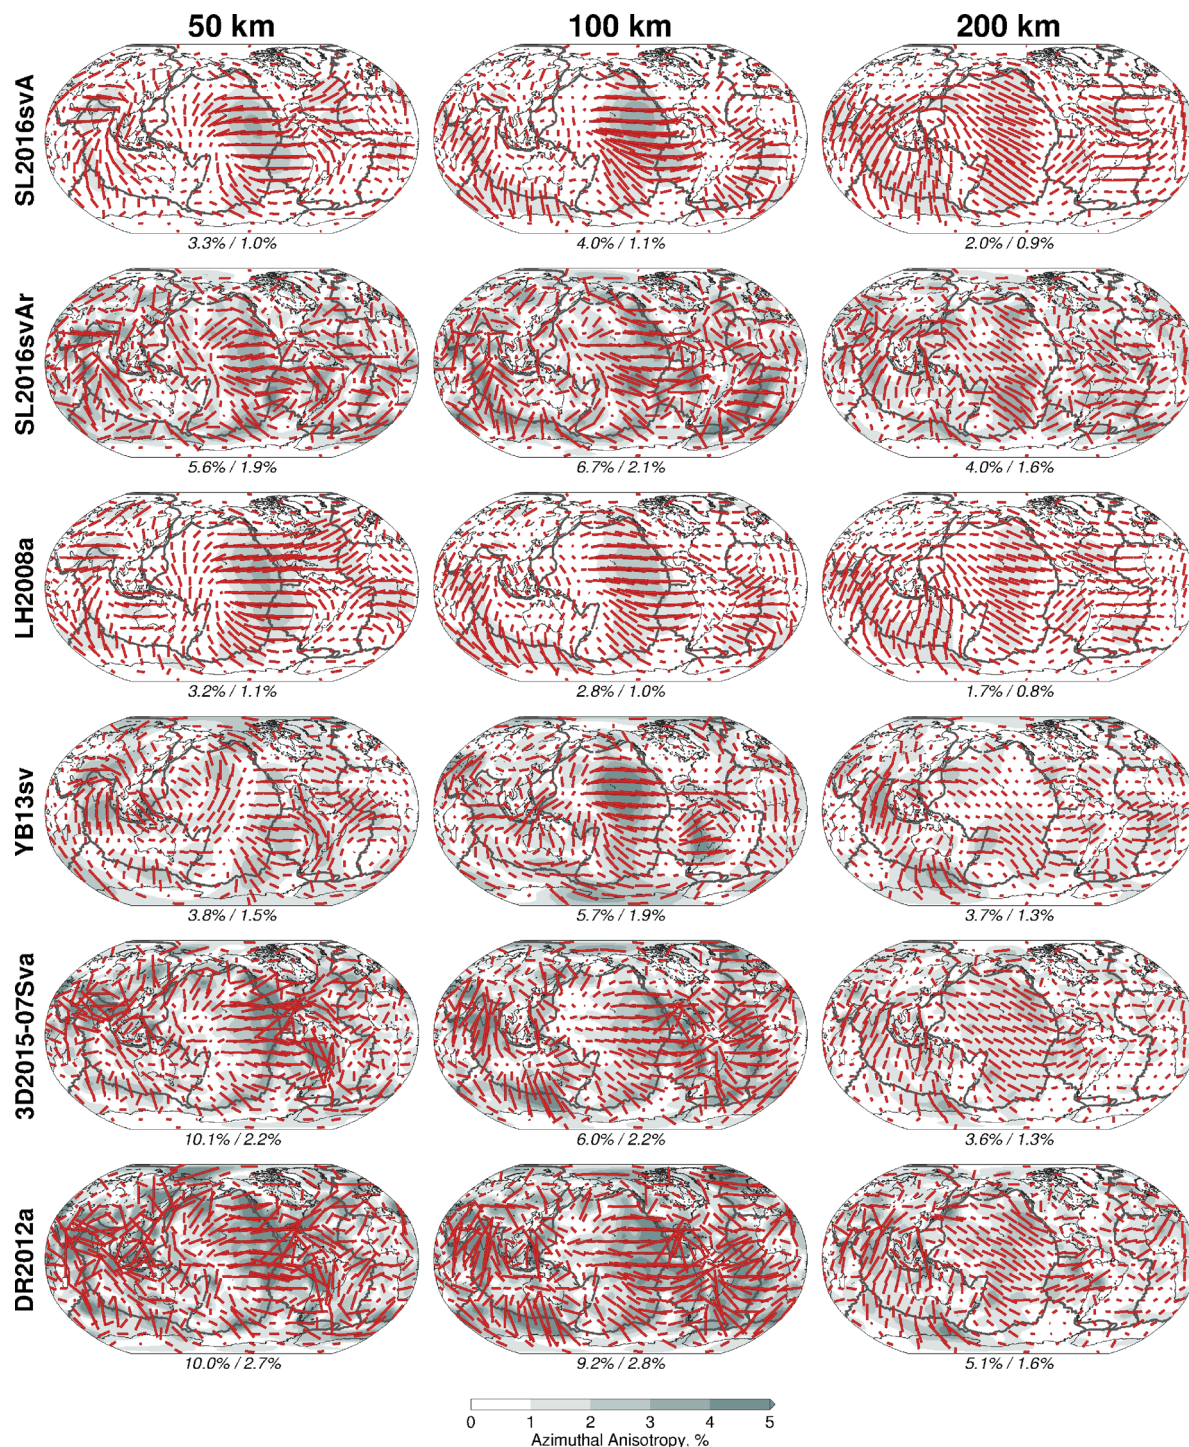 50 km 100 km 200 km
SL2016svA
3.3% / 1.0% 4.0% / 1.1% 2.0% / 0.9%
SL2016svAr
5.6% / 1.9% 6.7% / 2.1% 4.0% / 1.6%
LH2008a
3.2% / 1.1% 2.8% / 1.0% 1.7% / 0.8%
YB13sv
3.8% / 1.5% 5.7% / 1.9% 3.7% / 1.3%
3D2015-07Sva
10.1% / 2.2% 6.0% / 2.2% 3.6% / 1.3%
DR2012a
10.0% / 2.7% 9.2% / 2.8% 5.1% / 1.6%
0 1 2 3 4 5
Azimuthal Anisotropy, %